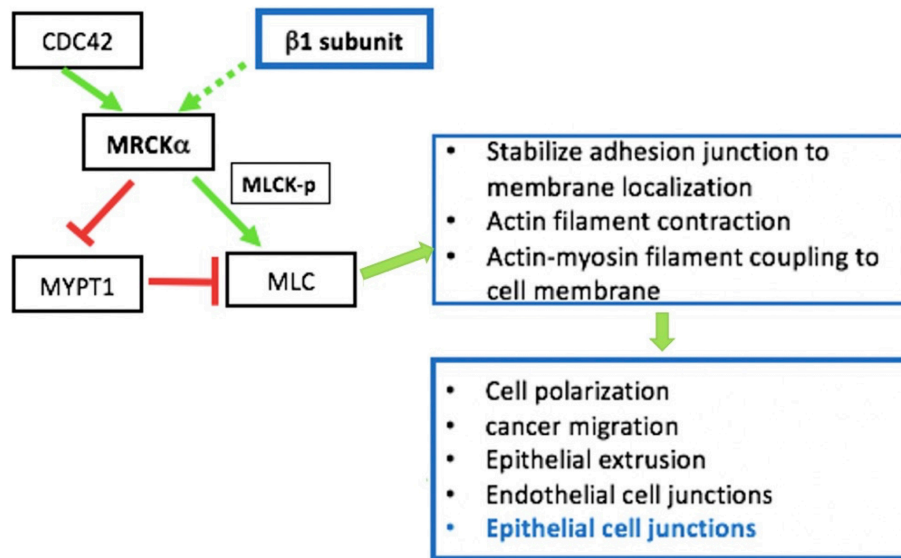 CDC42
β1 subunit
MRCKα
MLCK-p
MYPT1
MLC
• Stabilize adhesion junction to
membrane localization
• Actin filament contraction
• Actin-myosin filament coupling to
cell membrane
• Cell polarization
• cancer migration
• Epithelial extrusion
• Endothelial cell junctions
• Epithelial cell junctions